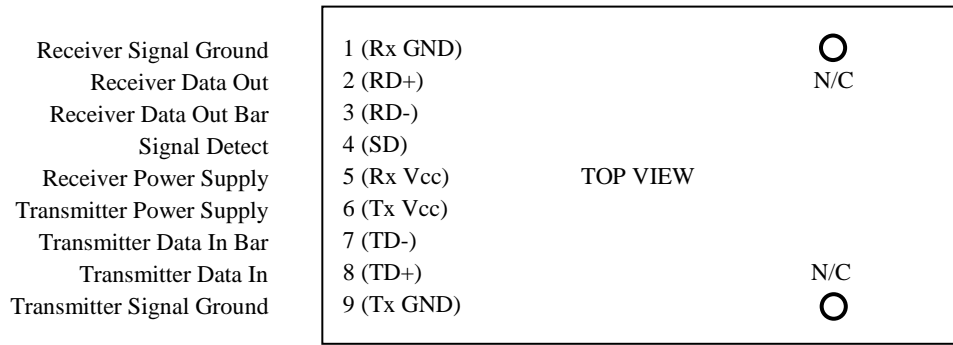 Receiver Signal Ground 1 (Rx GND)
Receiver Data Out 2 (RD+) N/C
Receiver Data Out Bar 3 (RD-)
Signal Detect 4 (SD)
Receiver Power Supply 5 (Rx Vcc) TOP VIEW
Transmitter Power Supply 6 (Tx Vcc)
Transmitter Data In Bar 7 (TD-)
Transmitter Data In 8 (TD+) N/C
Transmitter Signal Ground 9 (Tx GND)